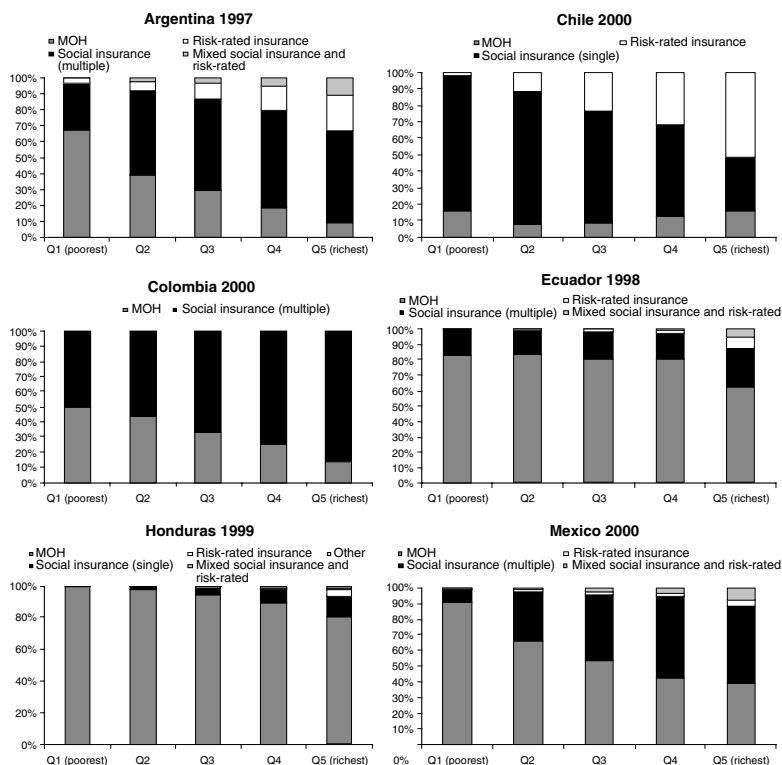 Argentina 1997
MOH Risk-rated insurance
Social insurance (multiple) Mixed social insurance and risk-rated
100%
90%
80%
70%
60%
50%
40%
30%
20%
10%
0%
Q1 (poorest) Q2 Q3 Q4 Q5 (richest)
Chile 2000
MOH Risk-rated insurance
Social insurance (single)
100%
90%
80%
70%
60%
50%
40%
30%
20%
10%
0%
Q1 (poorest) Q2 Q3 Q4 Q5 (richest)
Colombia 2000
MOH Social insurance (multiple)
100%
90%
80%
70%
60%
50%
40%
30%
20%
10%
0%
Q1 (poorest) Q2 Q3 Q4 Q5 (richest)
Ecuador 1998
MOH Risk-rated insurance
Social insurance (multiple) Mixed social insurance and risk-rated
100%
90%
80%
70%
60%
50%
40%
30%
20%
10%
0%
Q1 (poorest) Q2 Q3 Q4 Q5 (richest)
Honduras 1999
MOH Risk-rated insurance Other
Social insurance (single) Mixed social insurance and
risk-rated
100%
80%
60%
40%
20%
0%
Q1 (poorest) Q2 Q3 Q4 Q5 (richest)
Mexico 2000
MOH Risk-rated insurance
Social insurance (multiple) Mixed social insurance and risk-rated
100%
90%
80%
70%
60%
50%
40%
30%
20%
10%
0%
Q1 (poorest) Q2 Q3 Q4 Q5 (richest)